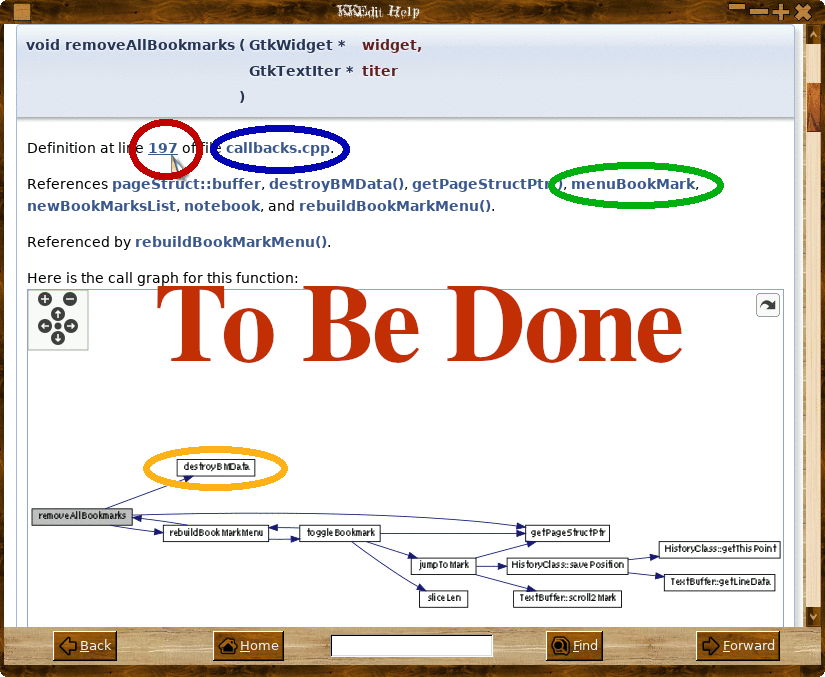 KKEdit Help
void removeAllBookmarks ( GtkWidget * widget,
GtkTextIter * titer
)
Definition at line 197 of file callbacks.cpp.
References pageStruct::buffer, destroyBMData(), getPageStructPtr(), menuBookMark,
newBookMarksList, notebook, and rebuildBookMarkMenu().
Referenced by rebuildBookMarkMenu().
Here is the call graph for this function:
To Be Done
destroyBMData
removeAllBookmarks
rebuildBookMarkMenu
toggleBookmark
getPageStructPtr
HistoryClass::getThisPoint
jumpToMark
HistoryClass::savePosition
TextBuffer::getLineData
sliceLen
TextBuffer::scroll2Mark
Back Home Find Forward